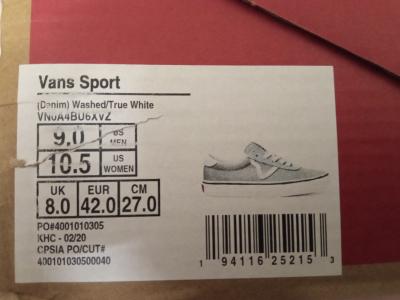 Vans Sport
(Denim) Washed/True White
VN0A4BU6XVZ
9.0 US MEN
10.5 US WOMEN
UK EUR CM
8.0 42.0 27.0
PO#4001010305
KHC - 02/20
CPSIA PO/CUT#
400101030500040
1 94116 25215 3